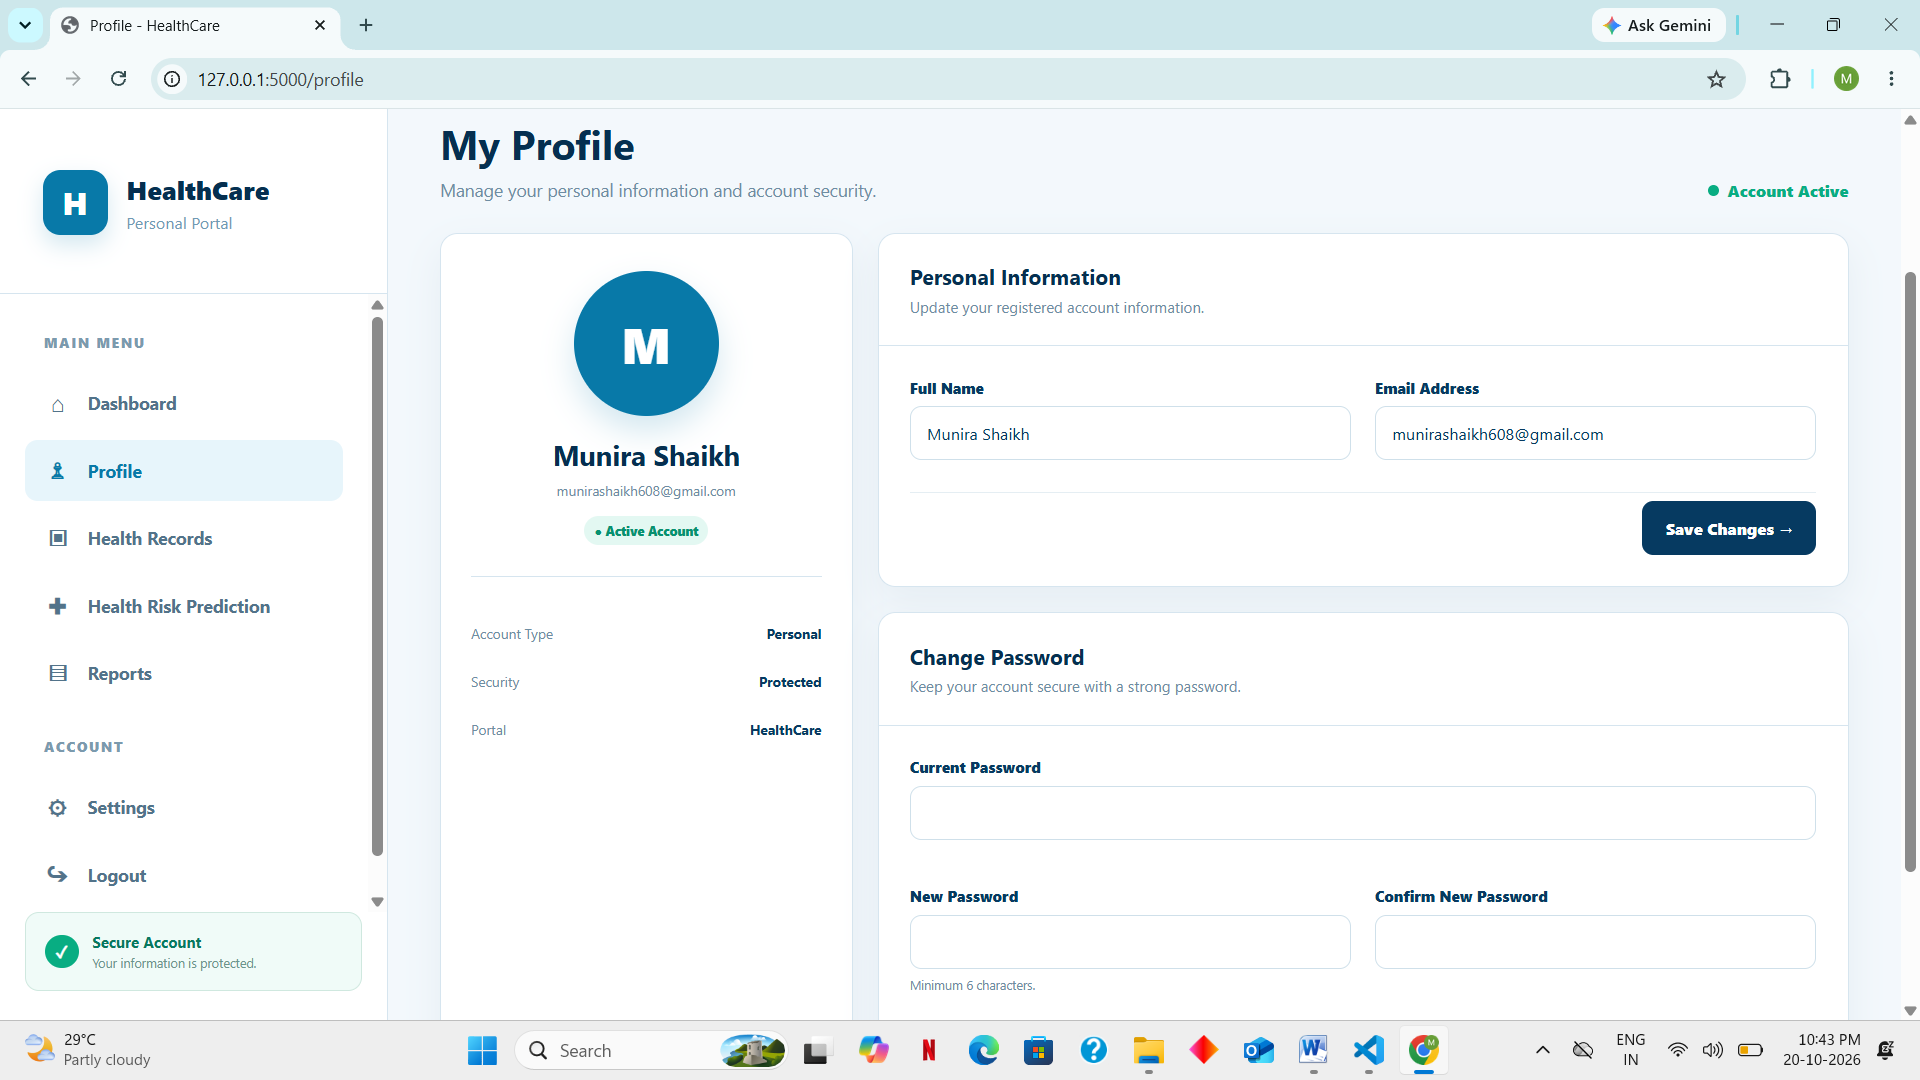 Profile - HealthCare
Ask Gemini
127.0.0.1:5000/profile
M
H
HealthCare
Personal Portal
MAIN MENU
Dashboard
Profile
Health Records
Health Risk Prediction
Reports
ACCOUNT
Settings
Logout
Secure Account
Your information is protected.
My Profile
Manage your personal information and account security.
Account Active
M
Munira Shaikh
munirashaikh608@gmail.com
• Active Account
Account Type Personal
Security Protected
Portal HealthCare
Personal Information
Update your registered account information.
Full Name Email Address
Munira Shaikh munirashaikh608@gmail.com
Save Changes →
Change Password
Keep your account secure with a strong password.
Current Password
New Password Confirm New Password
Minimum 6 characters.
29°C
Partly cloudy
Search
ENG
IN
10:43 PM
20-10-2026